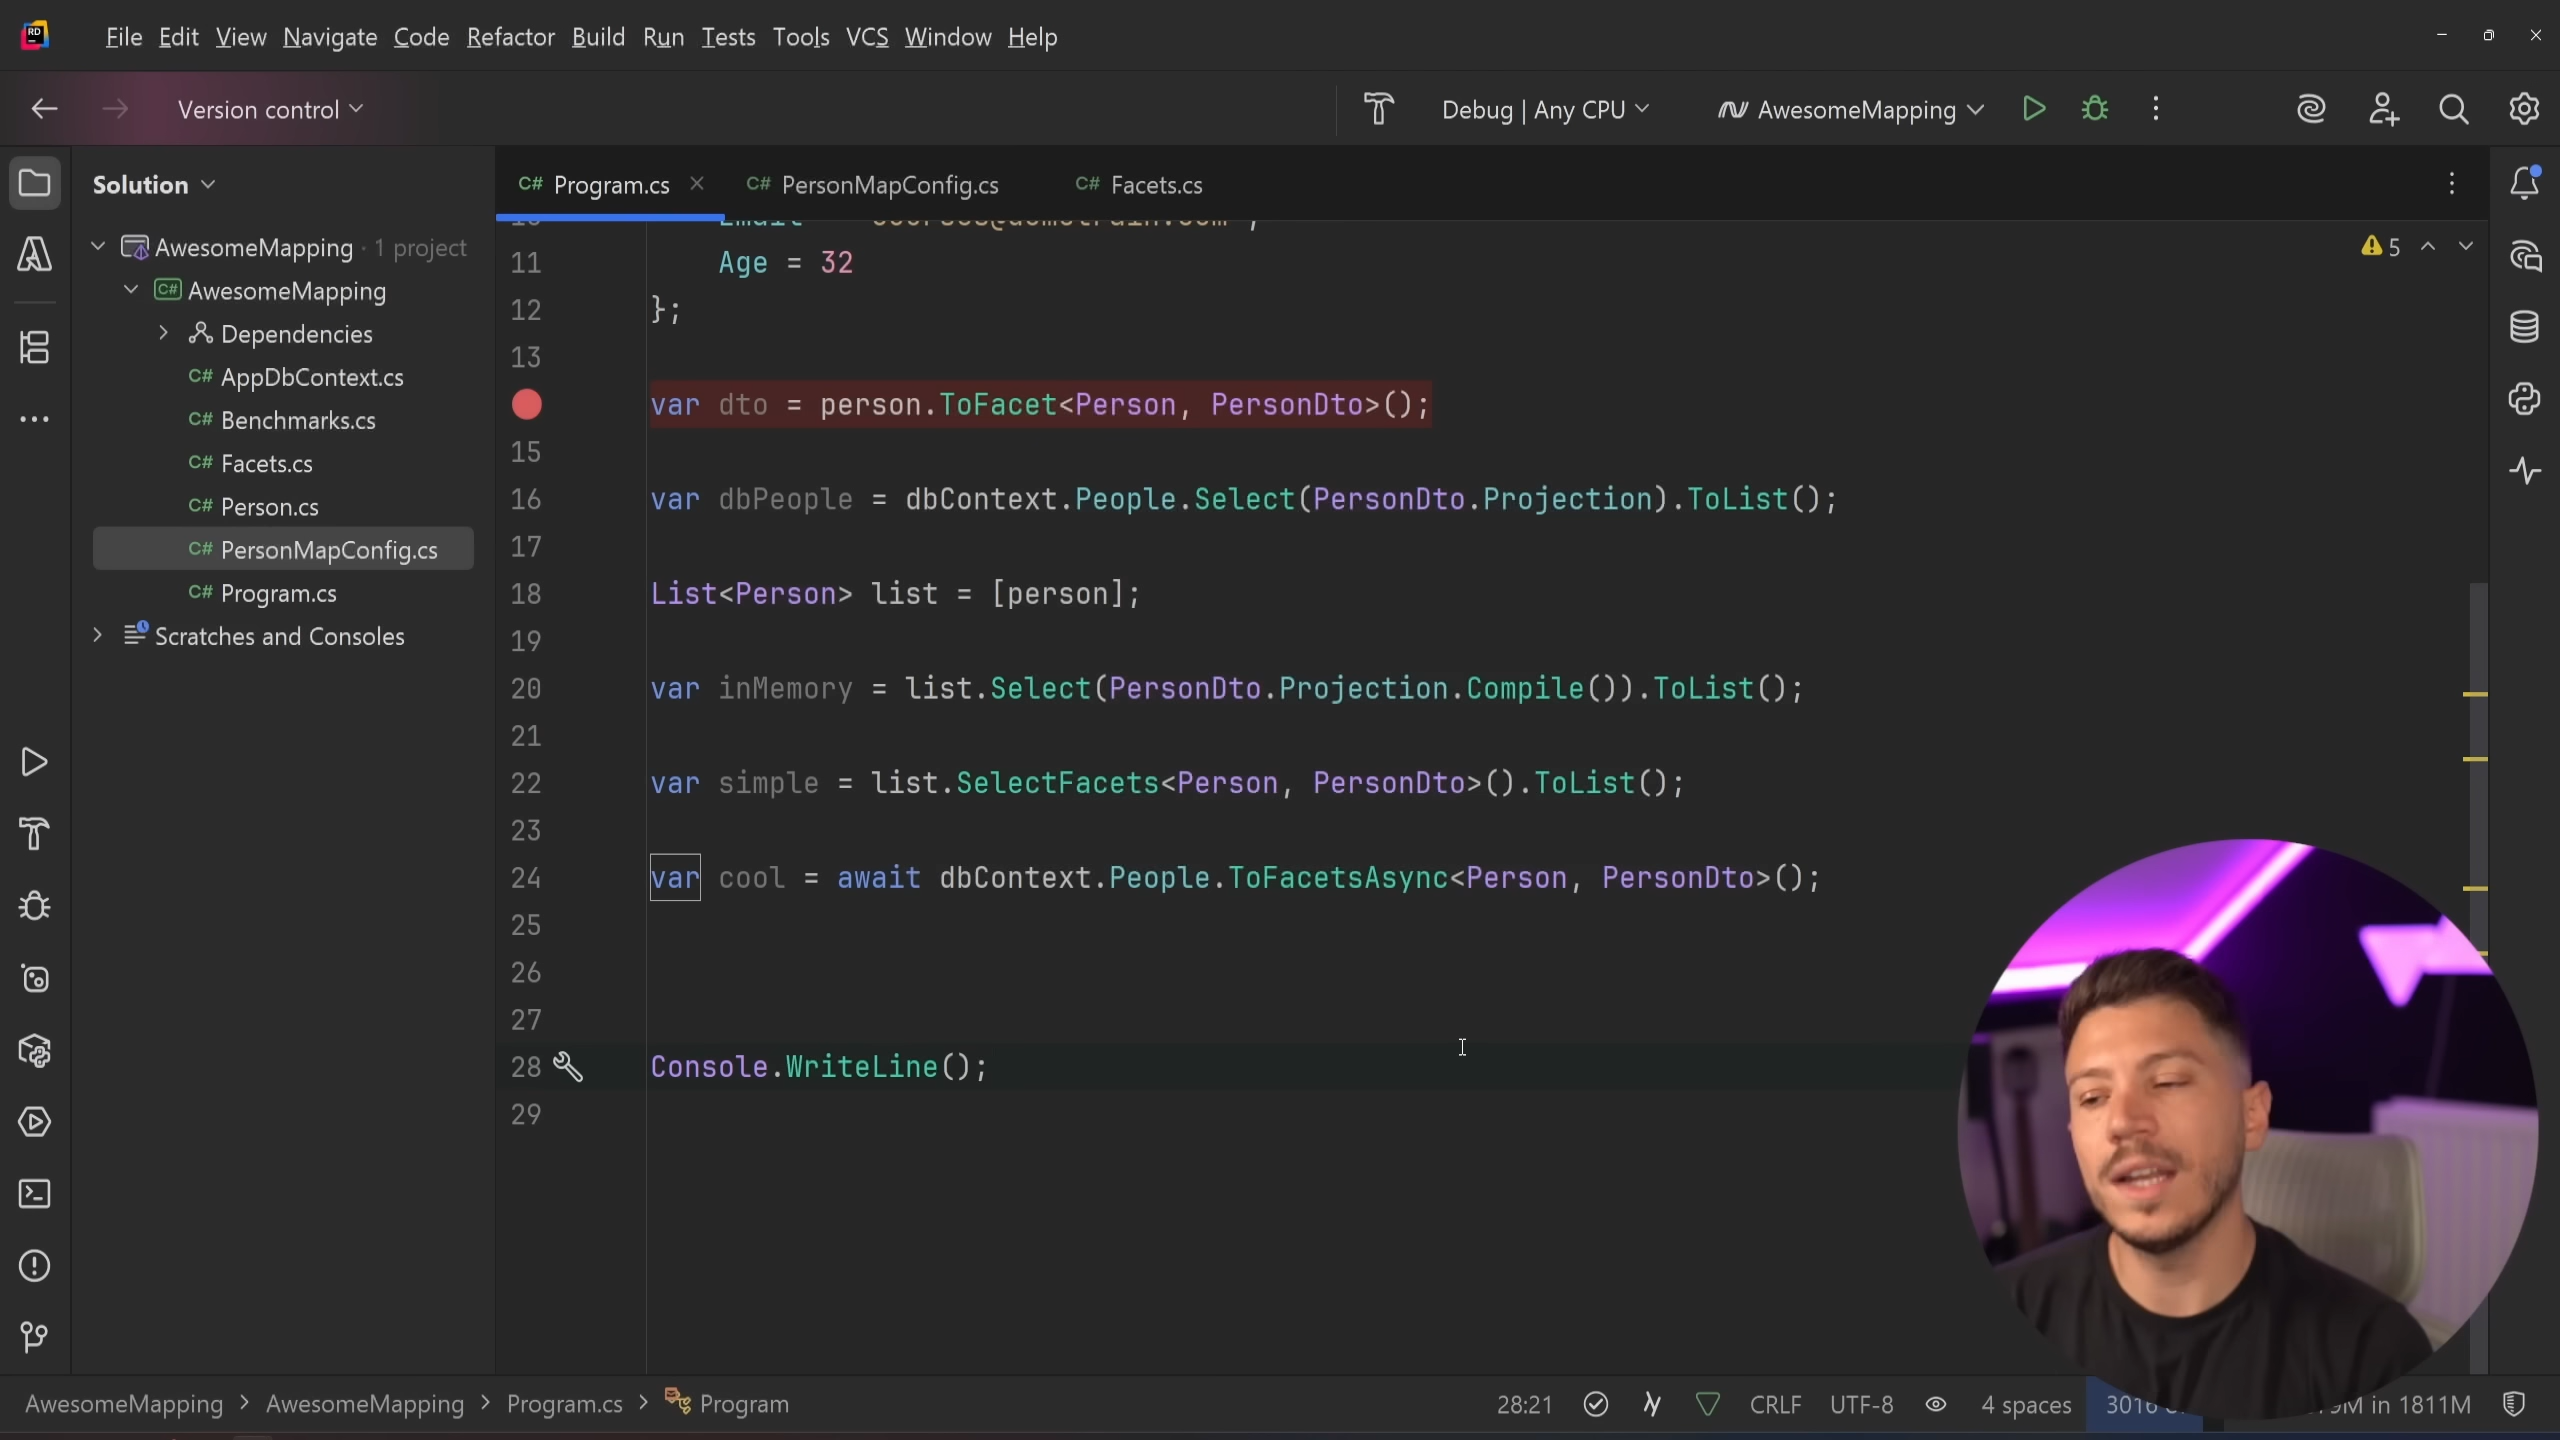 RD
File Edit View Navigate Code Refactor Build Run Tests Tools VCS Window Help
Version control
Debug | Any CPU
AwesomeMapping
Solution
C# Program.cs
C# PersonMapConfig.cs
C# Facets.cs
AwesomeMapping · 1 project
C# AwesomeMapping
Dependencies
C# AppDbContext.cs
C# Benchmarks.cs
C# Facets.cs
C# Person.cs
C# PersonMapConfig.cs
C# Program.cs
Scratches and Consoles
5
11 Age = 32
12 };
13
var dto = person.ToFacet<Person, PersonDto>();
15
16 var dbPeople = dbContext.People.Select(PersonDto.Projection).ToList();
17
18 List<Person> list = [person];
19
20 var inMemory = list.Select(PersonDto.Projection.Compile()).ToList();
21
22 var simple = list.SelectFacets<Person, PersonDto>().ToList();
23
24 var cool = await dbContext.People.ToFacetsAsync<Person, PersonDto>();
25
26
27
28 Console.WriteLine();
29
AwesomeMapping > AwesomeMapping > Program.cs > Program
28:21
CRLF
UTF-8
4 spaces
3016
in 1811M